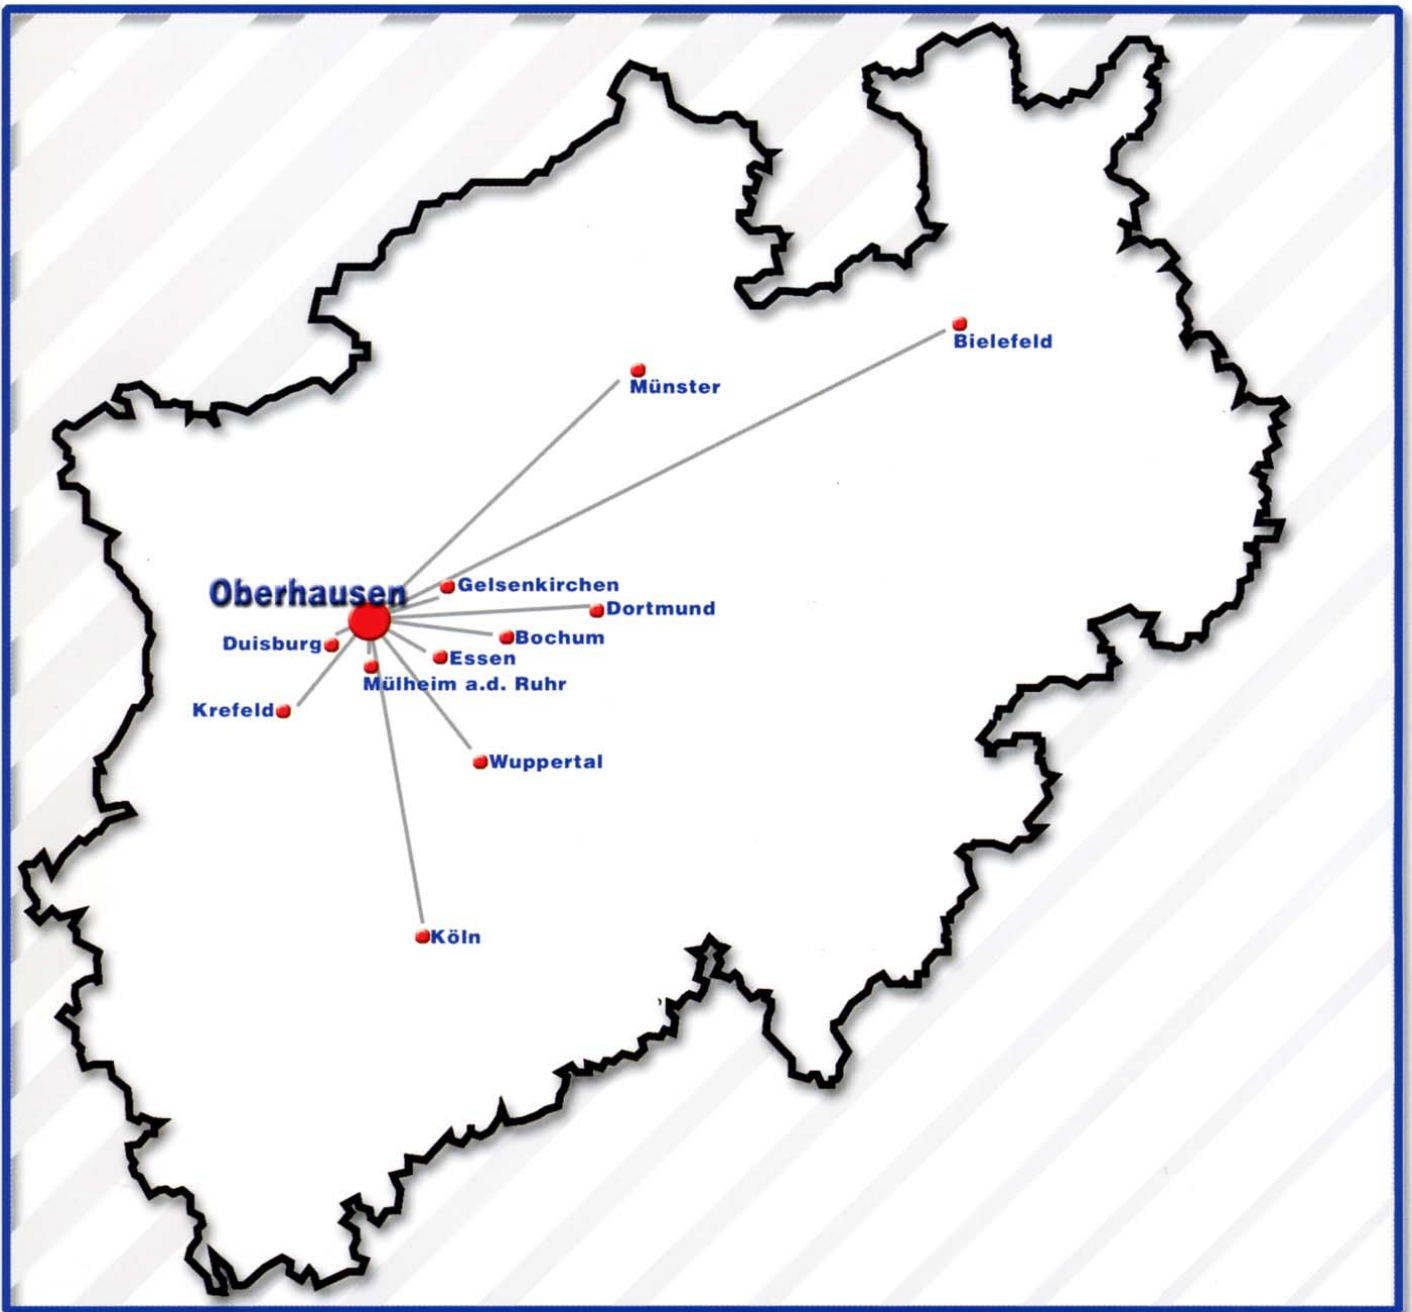 Bielefeld
Münster
Oberhausen
Gelsenkirchen
Dortmund
Duisburg
Bochum
Essen
Mülheim a.d. Ruhr
Krefeld
Wuppertal
Köln